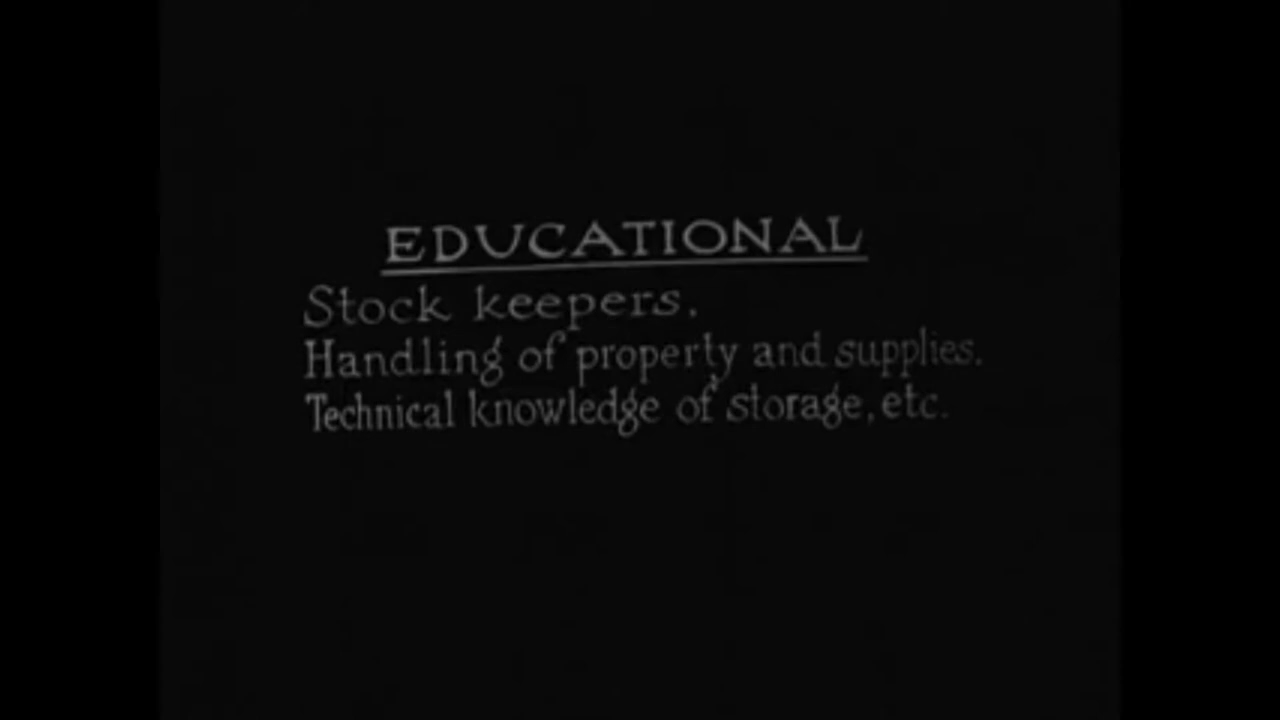 EDUCATIONAL
Stock keepers.
Handling of property and supplies.
Technical knowledge of storage, etc.